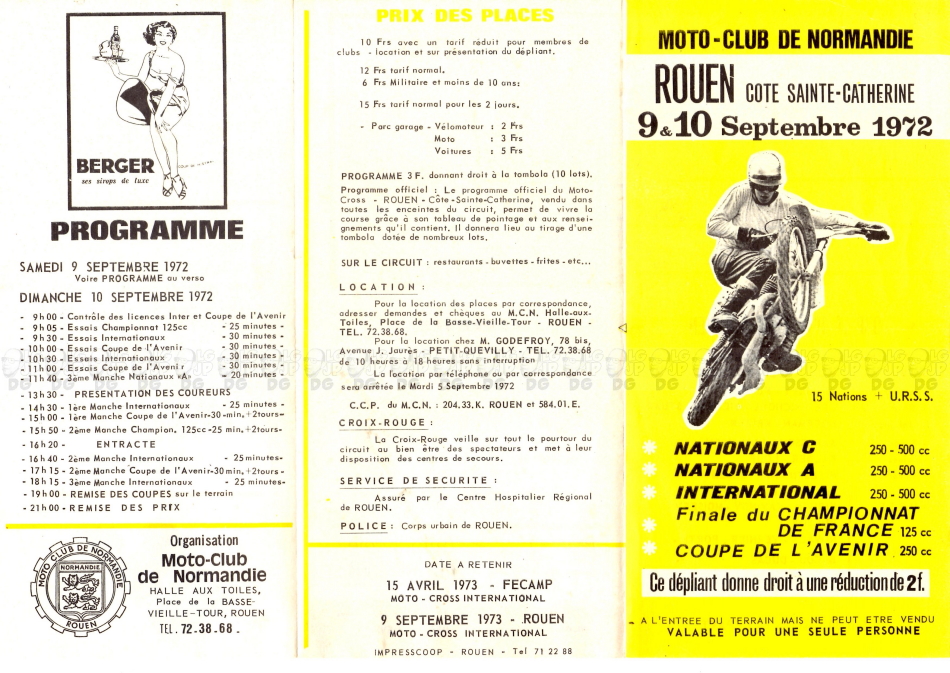 BERGER
ses sirops de luxe
PROGRAMME
SAMEDI 9 SEPTEMBRE 1972
Voire PROGRAMME au verso
DIMANCHE 10 SEPTEMBRE 1972
- 9h00 - Contrôle des licences Inter et Coupe de l'Avenir
- 9h05 - Essais Championnat 125cc - 25 minutes -
- 9h30 - Essais Internationaux - 30 minutes -
- 10h00 - Essais Coupe de l'Avenir - 30 minutes -
- 10h30 - Essais Internationaux - 30 minutes -
- 11h00 - Essais Coupe de l'Avenir - 30 minutes -
- 11h40 - 3ème Manche Nationaux «A» - 20 minutes -
- 13h30 - PRESENTATION DES COUREURS
- 14h30 - 1ère Manche Internationaux - 25 minutes -
- 15h00 - 1ère Manche Coupe de l'Avenir-30 min,+2tours-
- 15h50 - 2ème Manche Champion. 125cc-25 min.+2tours-
- 16h20 - ENTRACTE
- 16h40 - 2ème Manche Internationaux - 25 minutes -
- 17h15 - 2ème Manche Coupe de l'Avenir-30 min.+2tours -
- 18h15 - 3ème Manche Internationaux - 25 minutes-
- 19h00 - REMISE DES COUPES sur le terrain
- 21h00 - REMISE DES PRIX
MOTO CLUB DE NORMANDIE
NORMANDIE
ROUEN
Organisation
Moto-Club
de Normandie
HALLE AUX TOILES,
Place de la BASSE-
VIEILLE-TOUR, ROUEN
TEL. 72.38.68.
PRIX DES PLACES
10 Frs avec un tarif réduit pour membres de
clubs - location et sur présentation du dépliant.
12 Frs tarif normal.
6 Frs Militaire et moins de 10 ans:
15 Frs tarif normal pour les 2 jours.
- Parc garage - Vélomoteur : 2 Frs
Moto : 3 Frs
Voitures : 5 Frs
PROGRAMME 3 F. donnant droit à la tombola (10 lots).
Programme officiel : Le programme officiel du Moto-
Cross - ROUEN - Côte-Sainte-Catherine, vendu dans
toutes les enceintes du circuit, permet de vivre la
course grâce à son tableau de pointage et aux rensei-
gnements qu'il contient. Il donnera lieu au tirage d'une
tombola dotée de nombreux lots.
SUR LE CIRCUIT : restaurants - buvettes - frites - etc...
LOCATION :
Pour la location des places par correspondance,
adresser demandes et chèques au M.C.N. Halle-aux-
Toiles, Place de la Basse-Vieille-Tour - ROUEN -
TEL. 72.38.68.
Pour la location chez M. GODEFROY, 78 bis,
Avenue J. Jaurès - PETIT-QUEVILLY - TEL. 72.38.68
de 10 heures à 18 heures sans interruption
La location par téléphone ou par correspondance
sera arrêtée le Mardi 5 Septembre 1972
C.C.P. du M.C.N. : 204.33.K. ROUEN et 584.01.E.
CROIX-ROUGE :
La Croix-Rouge veille sur tout le pourtour du
circuit au bien être des spectateurs et met à leur
disposition des centres de secours.
SERVICE DE SECURITE :
Assuré par le Centre Hospitalier Régional
de ROUEN.
POLICE : Corps urbain de ROUEN.
DATE A RETENIR
15 AVRIL 1973 - FECAMP
MOTO - CROSS INTERNATIONAL
9 SEPTEMBRE 1973 - ROUEN
MOTO - CROSS INTERNATIONAL
IMPRESSCOOP - ROUEN - Tel 71 22 88
MOTO-CLUB DE NORMANDIE
ROUEN COTE SAINTE-CATHERINE
9 & 10 Septembre 1972
15 Nations + U.R.S.S.
NATIONAUX C 250 - 500 cc
NATIONAUX A 250 - 500 cc
INTERNATIONAL 250 - 500 cc
Finale du CHAMPIONNAT
DE FRANCE 125 cc
COUPE DE L'AVENIR 250 cc
Ce dépliant donne droit à une réduction de 2f.
A L'ENTREE DU TERRAIN MAIS NE PEUT ETRE VENDU
VALABLE POUR UNE SEULE PERSONNE